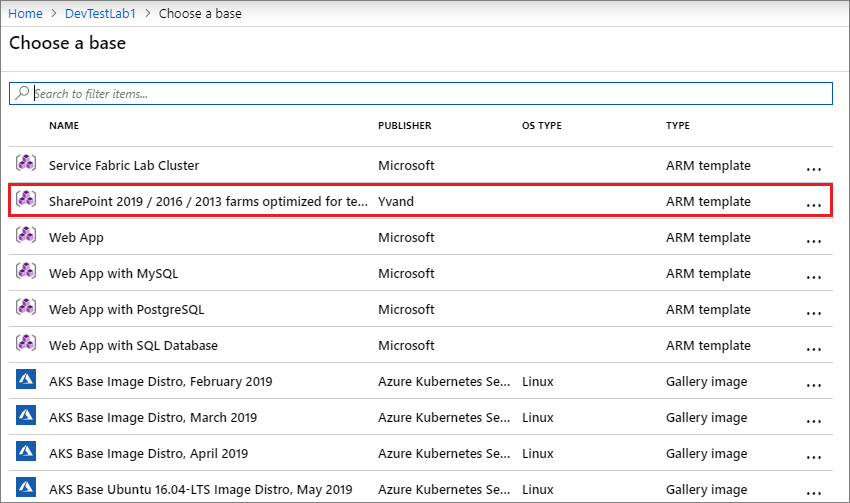 Home > DevTestLab1 > Choose a base
Choose a base
Search to filter items...
NAME PUBLISHER OS TYPE TYPE
Service Fabric Lab Cluster Microsoft ARM template ...
SharePoint 2019 / 2016 / 2013 farms optimized for te... Yvand ARM template ...
Web App Microsoft ARM template ...
Web App with MySQL Microsoft ARM template ...
Web App with PostgreSQL Microsoft ARM template ...
Web App with SQL Database Microsoft ARM template ...
AKS Base Image Distro, February 2019 Azure Kubernetes Se... Linux Gallery image ...
AKS Base Image Distro, March 2019 Azure Kubernetes Se... Linux Gallery image ...
AKS Base Image Distro, April 2019 Azure Kubernetes Se... Linux Gallery image ...
AKS Base Ubuntu 16.04-LTS Image Distro, May 2019 Azure Kubernetes Se... Linux Gallery image ...